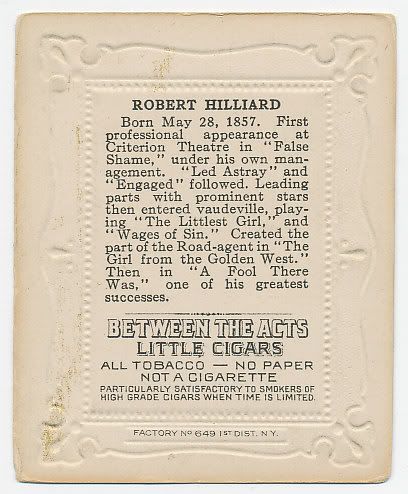 ROBERT HILLIARD
Born May 28, 1857. First
professional appearance at
Criterion Theatre in "False
Shame," under his own man-
agement. "Led Astray" and
"Engaged" followed. Leading
parts with prominent stars
then entered vaudeville, play-
ing "The Littlest Girl," and
"Wages of Sin." Created the
part of the Road-agent in "The
Girl from the Golden West."
Then in "A Fool There
Was," one of his greatest
successes.
BETWEEN THE ACTS
LITTLE CIGARS
ALL TOBACCO — NO PAPER
NOT A CIGARETTE
PARTICULARLY SATISFACTORY TO SMOKERS OF
HIGH GRADE CIGARS WHEN TIME IS LIMITED.
FACTORY No 649 1ST DIST. N.Y.